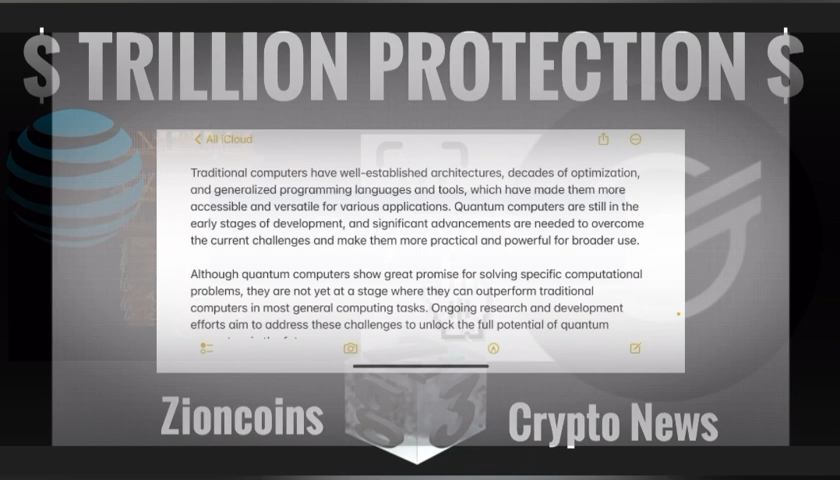 $ TRILLION PROTECTION $
All iCloud
Traditional computers have well-established architectures, decades of optimization,
and generalized programming languages and tools, which have made them more
accessible and versatile for various applications. Quantum computers are still in the
early stages of development, and significant advancements are needed to overcome
the current challenges and make them more practical and powerful for broader use.
Although quantum computers show great promise for solving specific computational
problems, they are not yet at a stage where they can outperform traditional
computers in most general computing tasks. Ongoing research and development
efforts aim to address these challenges to unlock the full potential of quantum
Zioncoins
Crypto News